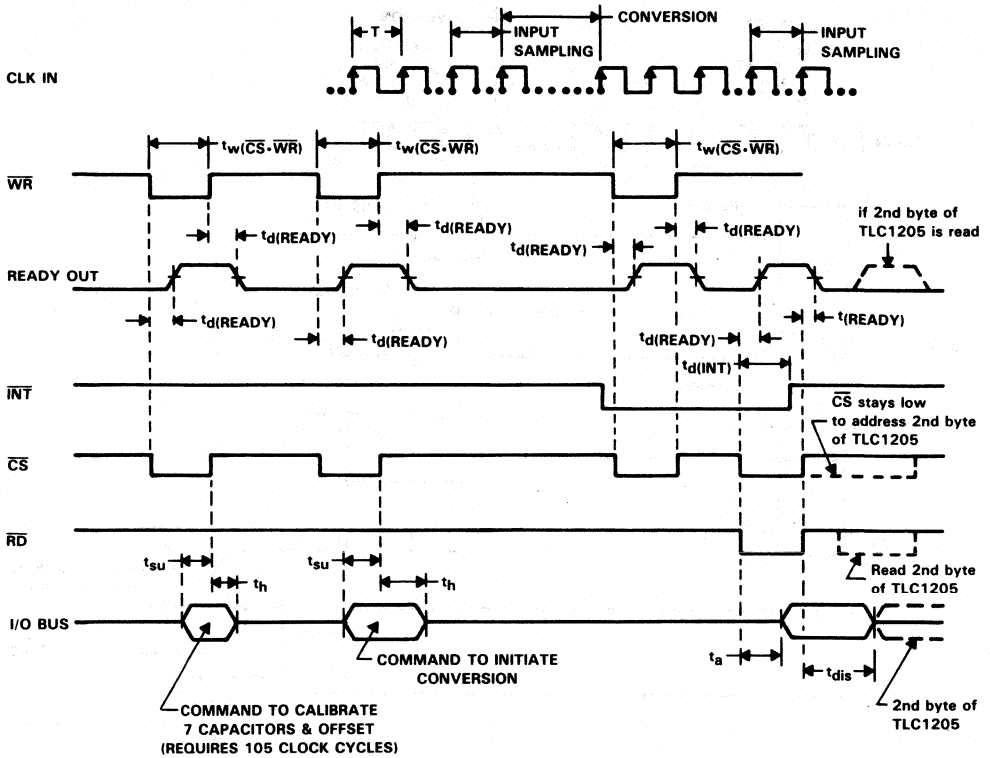 CONVERSION
T
INPUT
SAMPLING
INPUT
SAMPLING
CLK IN
tw(CS•WR)
tw(CS•WR)
tw(CS•WR)
WR
if 2nd byte of
TLC1205 is read
td(READY)
td(READY)
td(READY)
td(READY)
READY OUT
td(READY)
td(READY)
td(READY)
t(READY)
td(INT)
INT
CS stays low
to address 2nd byte
of TLC1205
CS
RD
tsu
th
tsu
th
Read 2nd byte
of TLC1205
I/O BUS
COMMAND TO INITIATE
CONVERSION
ta
tdis
COMMAND TO CALIBRATE
7 CAPACITORS & OFFSET
(REQUIRES 105 CLOCK CYCLES)
2nd byte of
TLC1205